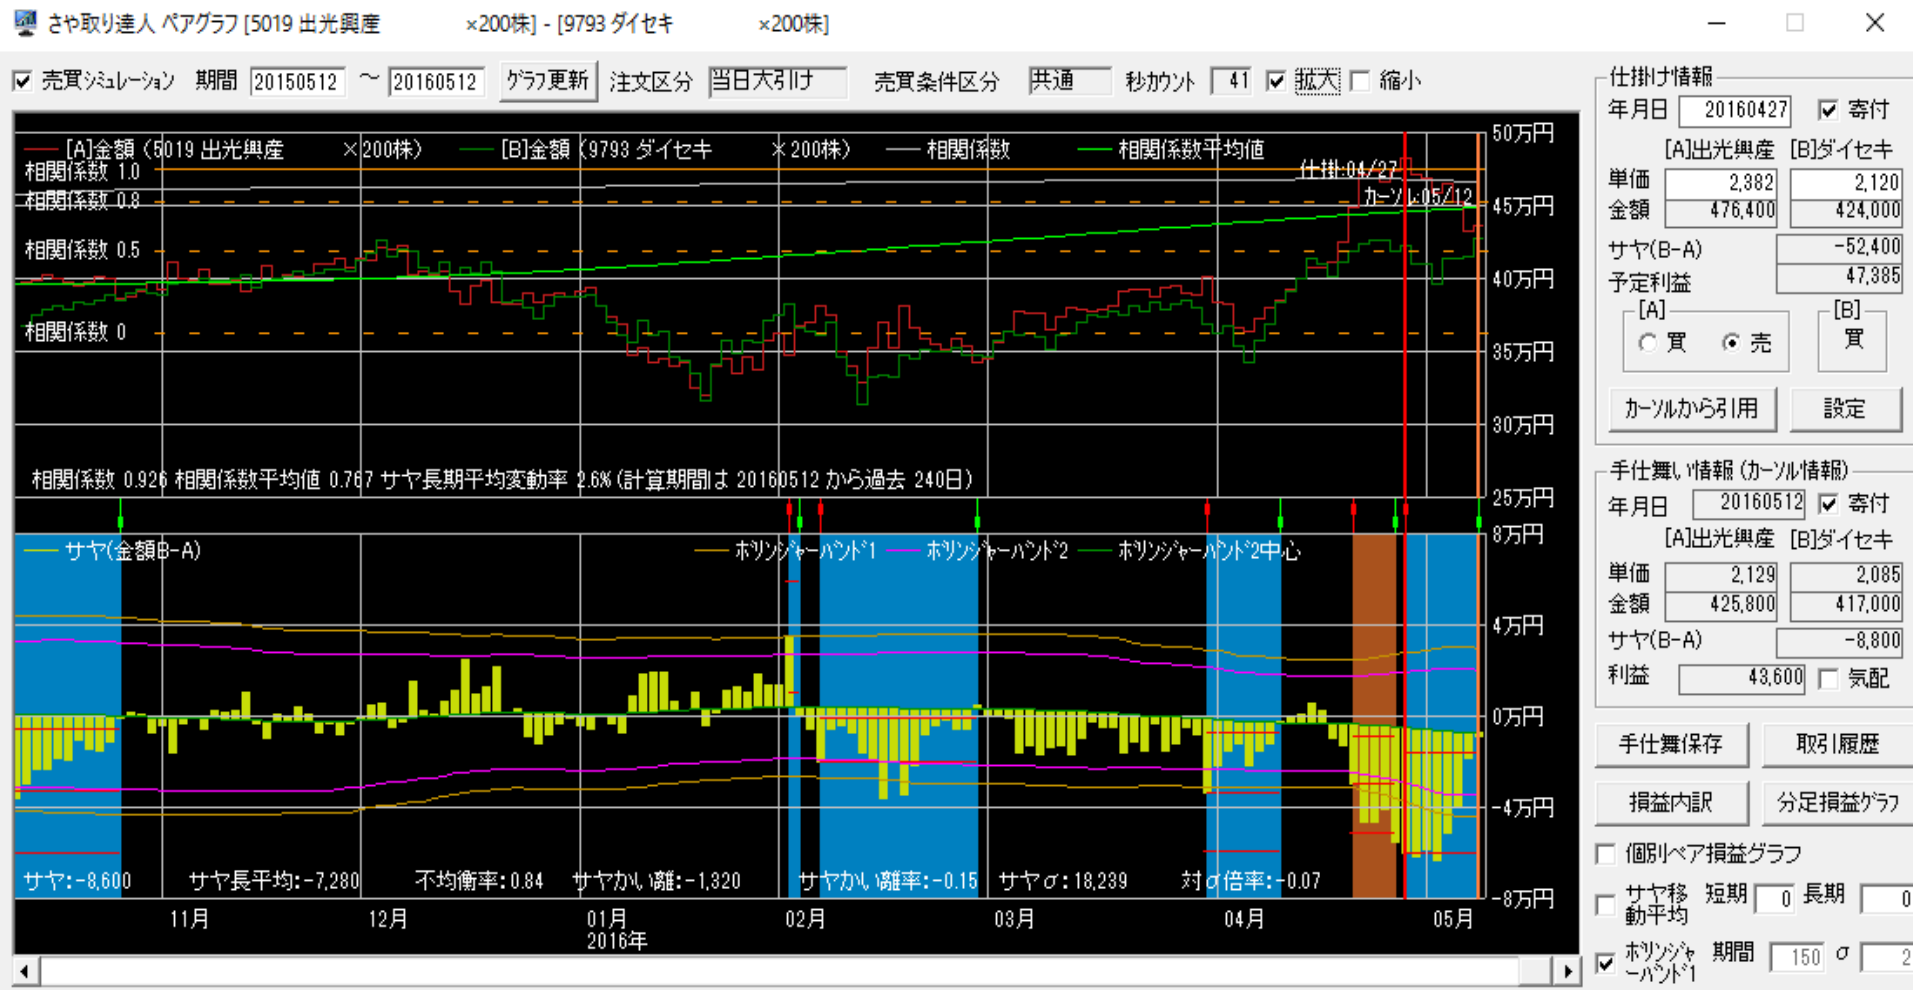 さや取り達人 ペアグラフ [5019 出光興産 ×200株] - [9793 ダイセキ ×200株]
売買シミュレーション 期間 20150512 ～ 20160512 グラフ更新 注文区分 当日大引け 売買条件区分 共通 秒カウント 41 拡大 縮小
[A]金額（5019 出光興産 ×200株） [B]金額（9793 ダイセキ ×200株） 相関係数 相関係数平均値
相関係数 1.0
相関係数 0.8
相関係数 0.5
相関係数 0
仕掛:04/27
カーソル:05/12
50万円
45万円
40万円
35万円
30万円
25万円
相関係数 0.926 相関係数平均値 0.767 サヤ長期平均変動率 2.6% (計算期間は 20160512 から過去 240日)
サヤ(金額B-A) ボリンジャーバンド1 ボリンジャーバンド2 ボリンジャーバンド2中心
8万円
4万円
0万円
-4万円
-8万円
サヤ:-8,600 サヤ長平均:-7,280 不均衡率:0.84 サヤかい離:-1,320 サヤかい離率:-0.15 サヤσ:18,239 対σ倍率:-0.07
11月 12月 01月 02月 03月 04月 05月
2016年
仕掛け情報
年月日 20160427 寄付
[A]出光興産 [B]ダイセキ
単価 2,382 2,120
金額 476,400 424,000
サヤ(B-A) -52,400
予定利益 47,385
[A] [B]
買 売 買
カーソルから引用 設定
手仕舞い情報 (カーソル情報)
年月日 20160512 寄付
[A]出光興産 [B]ダイセキ
単価 2,129 2,085
金額 425,800 417,000
サヤ(B-A) -8,800
利益 43,600 気配
手仕舞保存 取引履歴
損益内訳 分足損益グラフ
個別ペア損益グラフ
サヤ移動平均 短期 0 長期 0
ボリンジャーバンド1 期間 150 σ 2